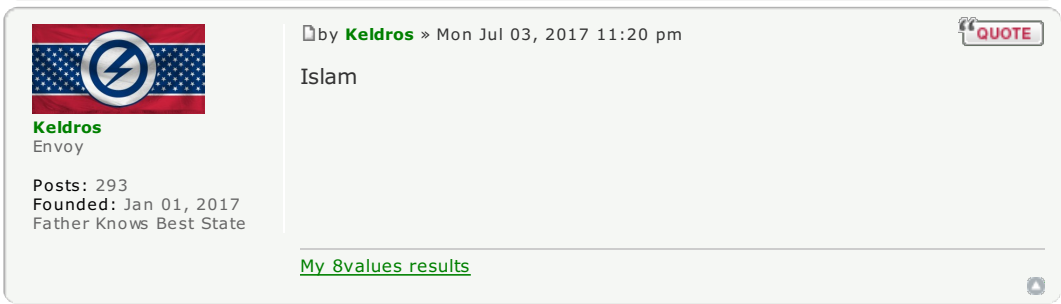 by Keldros » Mon Jul 03, 2017 11:20 pm
QUOTE
Islam
Keldros
Envoy
Posts: 293
Founded: Jan 01, 2017
Father Knows Best State
My 8values results